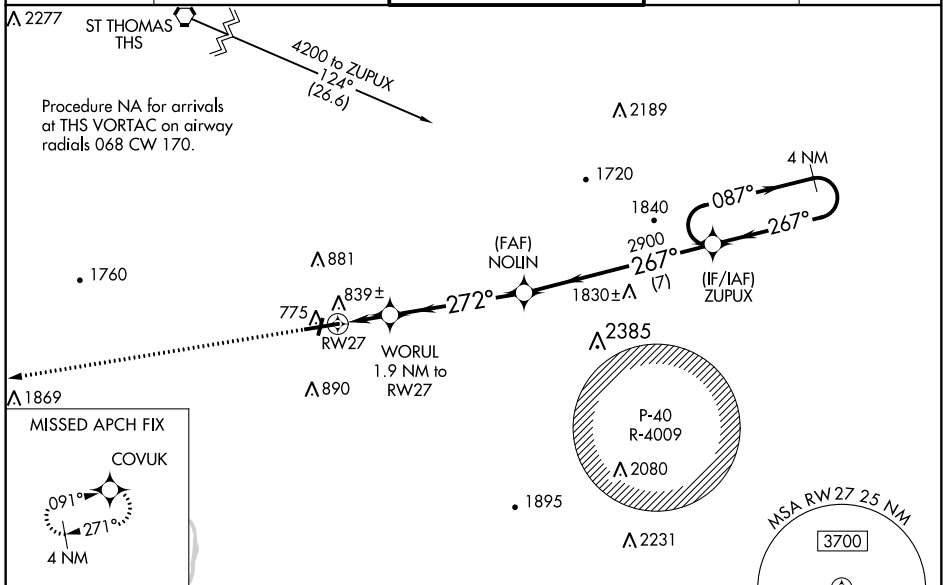 2277
ST THOMAS
THS
4200 to ZUPUX
124°
(26.6)
Procedure NA for arrivals
at THS VORTAC on airway
radials 068 CW 170.
2189
1720
4 NM
087°
1840
267°
2900
267°
(7)
(IF/IAF)
ZUPUX
(FAF)
NOLIN
1760
881
1830±
839±
272°
775
RW27
WORUL
1.9 NM to
RW27
2385
1869
890
P-40
R-4009
MISSED APCH FIX
COVUK
091°
271°
4 NM
2080
1895
2231
MSA RW27 25 NM
3700